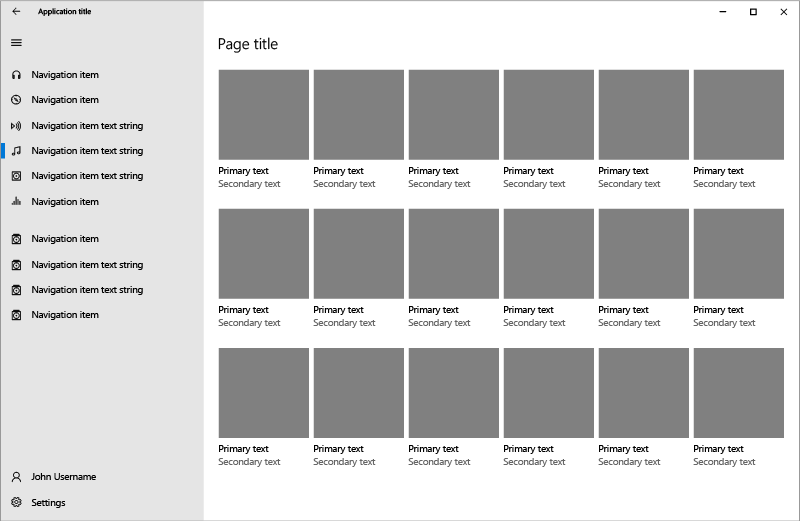 Application title
Navigation item
Navigation item
Navigation item text string
Navigation item text string
Navigation item text string
Navigation item
Navigation item
Navigation item text string
Navigation item text string
Navigation item
John Username
Settings
Page title
Primary text Primary text Primary text Primary text Primary text Primary text
Secondary text Secondary text Secondary text Secondary text Secondary text Secondary text
Primary text Primary text Primary text Primary text Primary text Primary text
Secondary text Secondary text Secondary text Secondary text Secondary text Secondary text
Primary text Primary text Primary text Primary text Primary text Primary text
Secondary text Secondary text Secondary text Secondary text Secondary text Secondary text